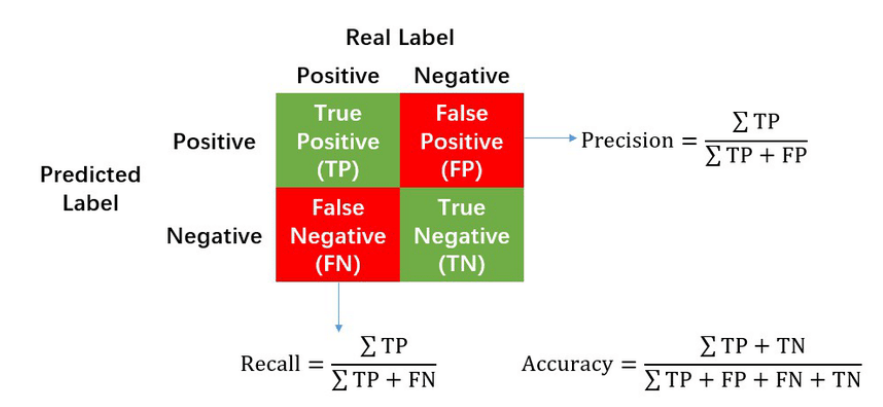 Real Label
Positive Negative
Predicted Label
Positive
True Positive (TP)
False Positive (FP)
Precision = ∑ TP / ∑ TP + FP
Negative
False Negative (FN)
True Negative (TN)
Recall = ∑ TP / ∑ TP + FN
Accuracy = ∑ TP + TN / ∑ TP + FP + FN + TN